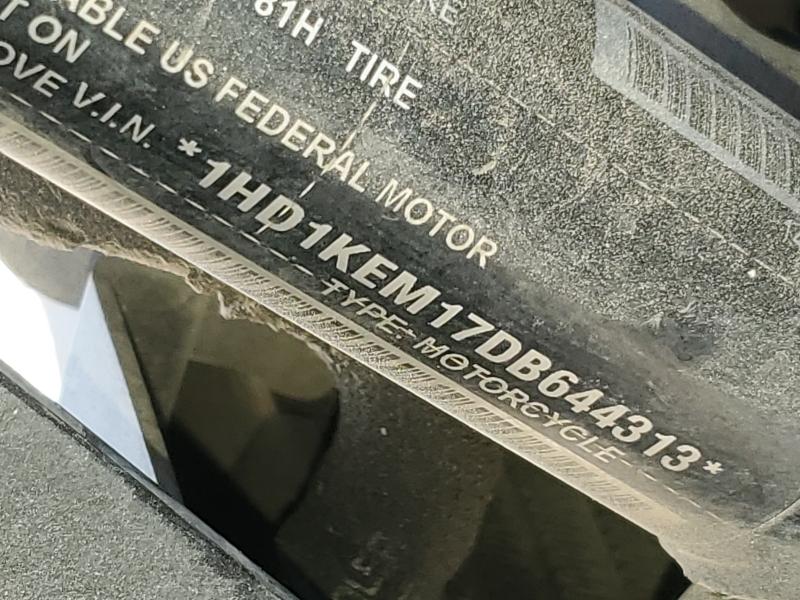 81H TIRE
ABLE US FEDERAL MOTOR
T ON
OVE V.I.N.
*1HD1KEM17DB644313*
TYPE: MOTORCYCLE